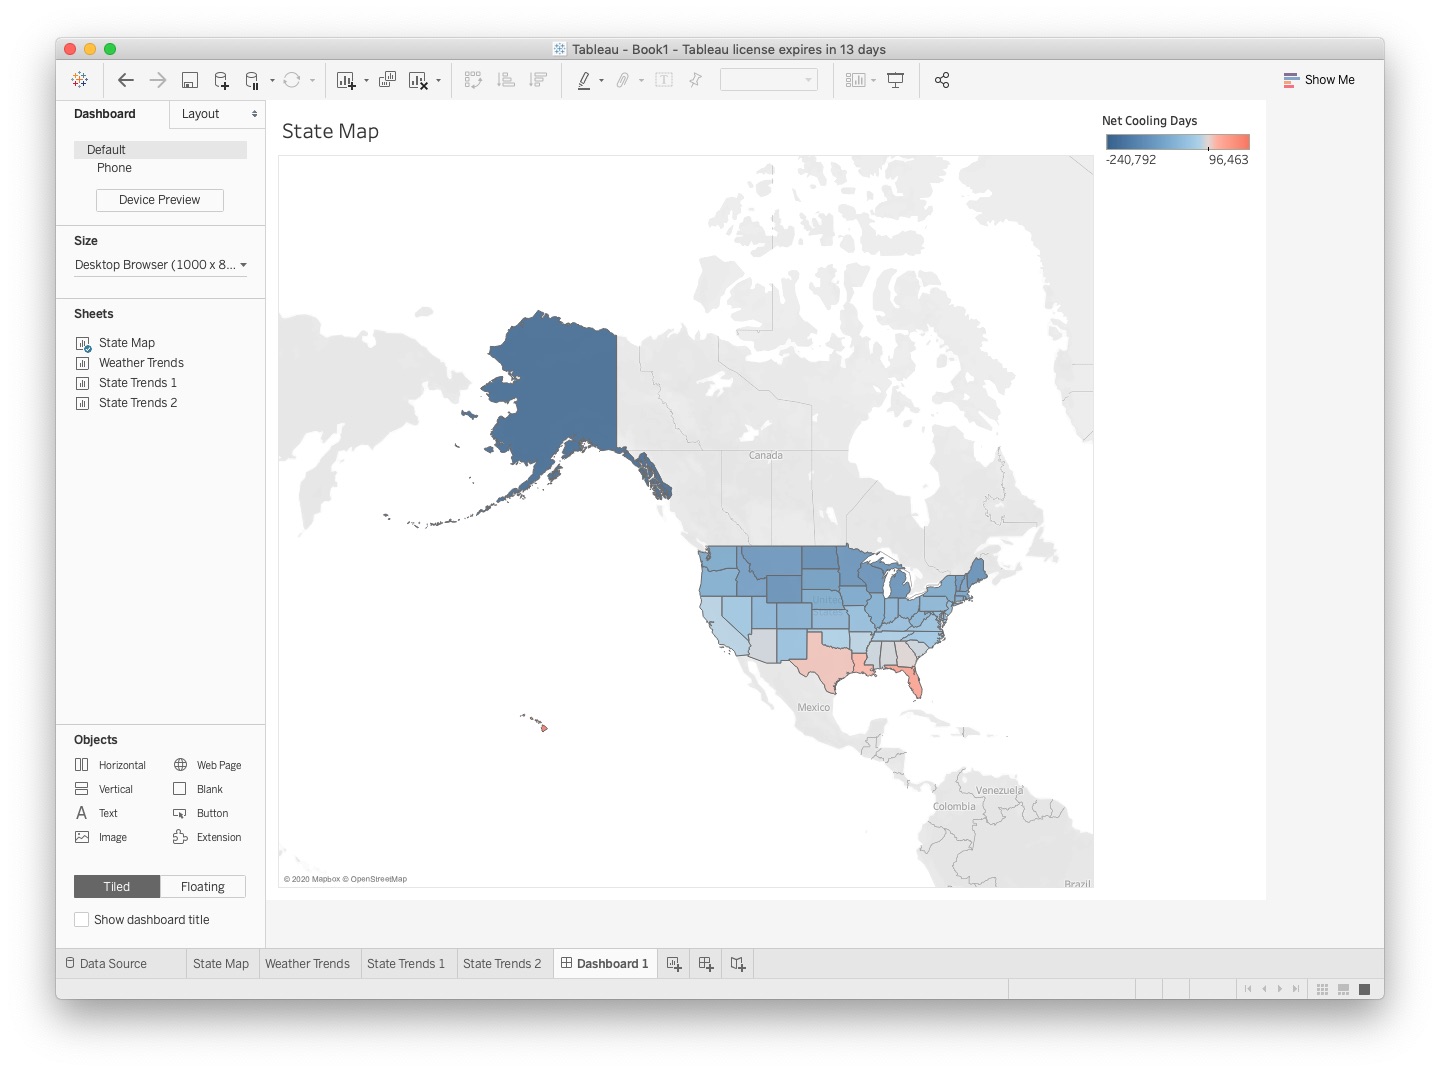 Tableau - Book1 - Tableau license expires in 13 days
Show Me
Dashboard
Layout
Default
Phone
Device Preview
Size
Desktop Browser (1000 x 8...
Sheets
State Map
Weather Trends
State Trends 1
State Trends 2
Objects
Horizontal
Web Page
Vertical
Blank
A Text
Button
Image
Extension
Tiled
Floating
Show dashboard title
State Map
Net Cooling Days
-240,792
96,463
Canada
United
Mexico
Venezuela
Colombia
Brazil
© 2020 Mapbox © OpenStreetMap
Data Source
State Map
Weather Trends
State Trends 1
State Trends 2
Dashboard 1